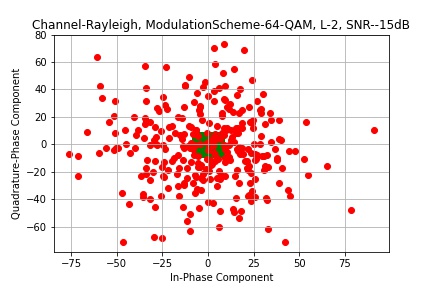 Channel-Rayleigh, ModulationScheme-64-QAM, L-2, SNR--15dB
80
60
40
20
0
−20
−40
−60
Quadrature-Phase Component
−75 −50 −25 0 25 50 75
In-Phase Component